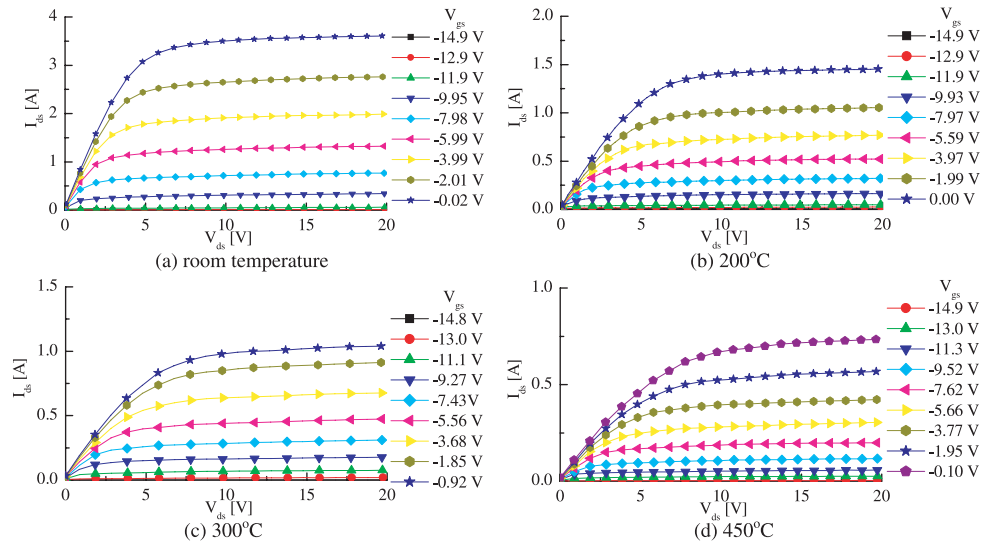 V_gs
-14.9 V
-12.9 V
-11.9 V
-9.95 V
-7.98 V
-5.99 V
-3.99 V
-2.01 V
-0.02 V
I_ds [A]
4
3
2
1
0
0 5 10 15 20
V_ds [V]
(a) room temperature
V_gs
-14.9 V
-12.9 V
-11.9 V
-9.93 V
-7.97 V
-5.59 V
-3.97 V
-1.99 V
0.00 V
I_ds [A]
2.0
1.5
1.0
0.5
0.0
0 5 10 15 20
V_ds [V]
(b) 200°C
V_gs
-14.8 V
-13.0 V
-11.1 V
-9.27 V
-7.43 V
-5.56 V
-3.68 V
-1.85 V
-0.92 V
I_ds [A]
1.5
1.0
0.5
0.0
0 5 10 15 20
V_ds [V]
(c) 300°C
V_gs
-14.9 V
-13.0 V
-11.3 V
-9.52 V
-7.62 V
-5.66 V
-3.77 V
-1.95 V
-0.10 V
I_ds [A]
1.0
0.5
0.0
0 5 10 15 20
V_ds [V]
(d) 450°C